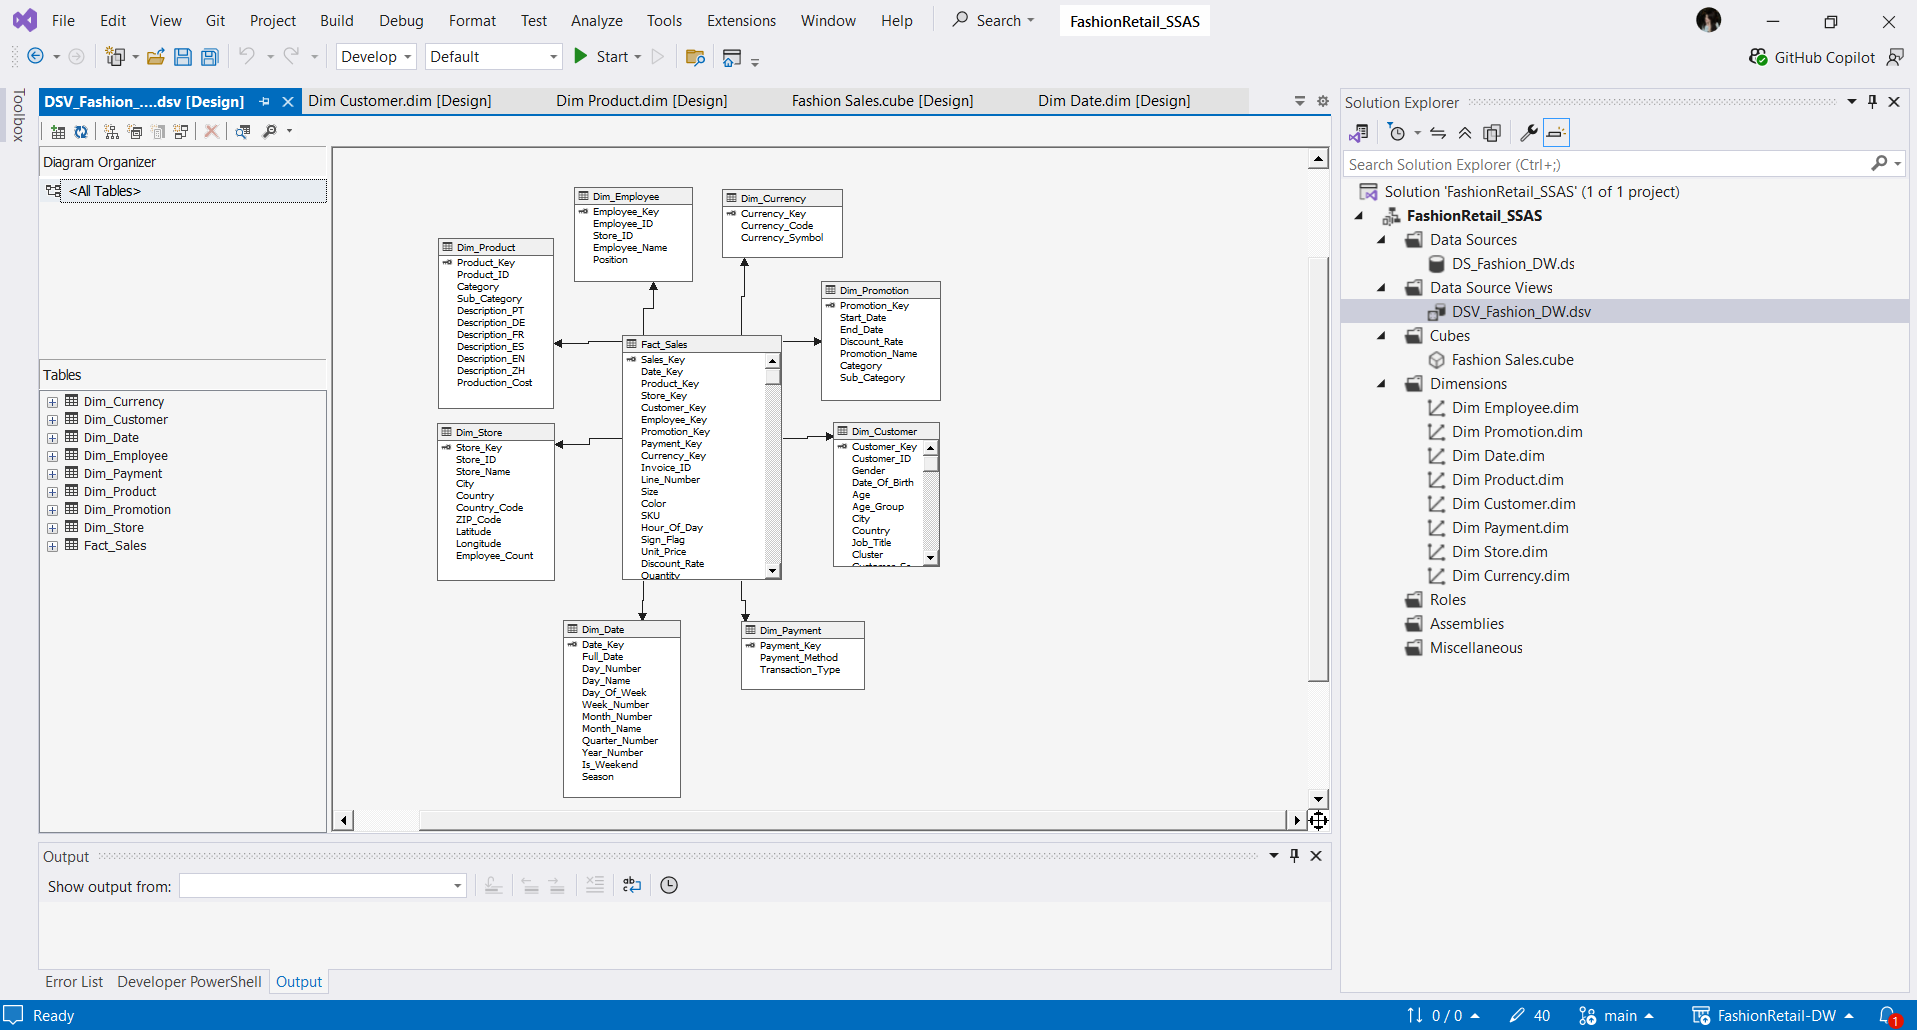 File Edit View Git Project Build Debug Format Test Analyze Tools Extensions Window Help Search FashionRetail_SSAS
Develop Default Start GitHub Copilot
Toolbox
DSV_Fashion_....dsv [Design] Dim Customer.dim [Design] Dim Product.dim [Design] Fashion Sales.cube [Design] Dim Date.dim [Design]
Diagram Organizer
<All Tables>
Tables
Dim_Currency
Dim_Customer
Dim_Date
Dim_Employee
Dim_Payment
Dim_Product
Dim_Promotion
Dim_Store
Fact_Sales
Dim_Employee
Employee_Key
Employee_ID
Store_ID
Employee_Name
Position
Dim_Currency
Currency_Key
Currency_Code
Currency_Symbol
Dim_Product
Product_Key
Product_ID
Category
Sub_Category
Description_PT
Description_DE
Description_FR
Description_ES
Description_EN
Description_ZH
Production_Cost
Dim_Promotion
Promotion_Key
Start_Date
End_Date
Discount_Rate
Promotion_Name
Category
Sub_Category
Fact_Sales
Sales_Key
Date_Key
Product_Key
Store_Key
Customer_Key
Employee_Key
Promotion_Key
Payment_Key
Currency_Key
Invoice_ID
Line_Number
Size
Color
SKU
Hour_Of_Day
Sign_Flag
Unit_Price
Discount_Rate
Quantity
Dim_Store
Store_Key
Store_ID
Store_Name
City
Country
Country_Code
ZIP_Code
Latitude
Longitude
Employee_Count
Dim_Customer
Customer_Key
Customer_ID
Gender
Date_Of_Birth
Age
Age_Group
City
Country
Job_Title
Cluster
Dim_Date
Date_Key
Full_Date
Day_Number
Day_Name
Day_Of_Week
Week_Number
Month_Number
Month_Name
Quarter_Number
Year_Number
Is_Weekend
Season
Dim_Payment
Payment_Key
Payment_Method
Transaction_Type
Output
Show output from:
Error List Developer PowerShell Output
Solution Explorer
Search Solution Explorer (Ctrl+;)
Solution 'FashionRetail_SSAS' (1 of 1 project)
FashionRetail_SSAS
Data Sources
DS_Fashion_DW.ds
Data Source Views
DSV_Fashion_DW.dsv
Cubes
Fashion Sales.cube
Dimensions
Dim Employee.dim
Dim Promotion.dim
Dim Date.dim
Dim Product.dim
Dim Customer.dim
Dim Payment.dim
Dim Store.dim
Dim Currency.dim
Roles
Assemblies
Miscellaneous
Ready 0 / 0 40 main FashionRetail-DW 1